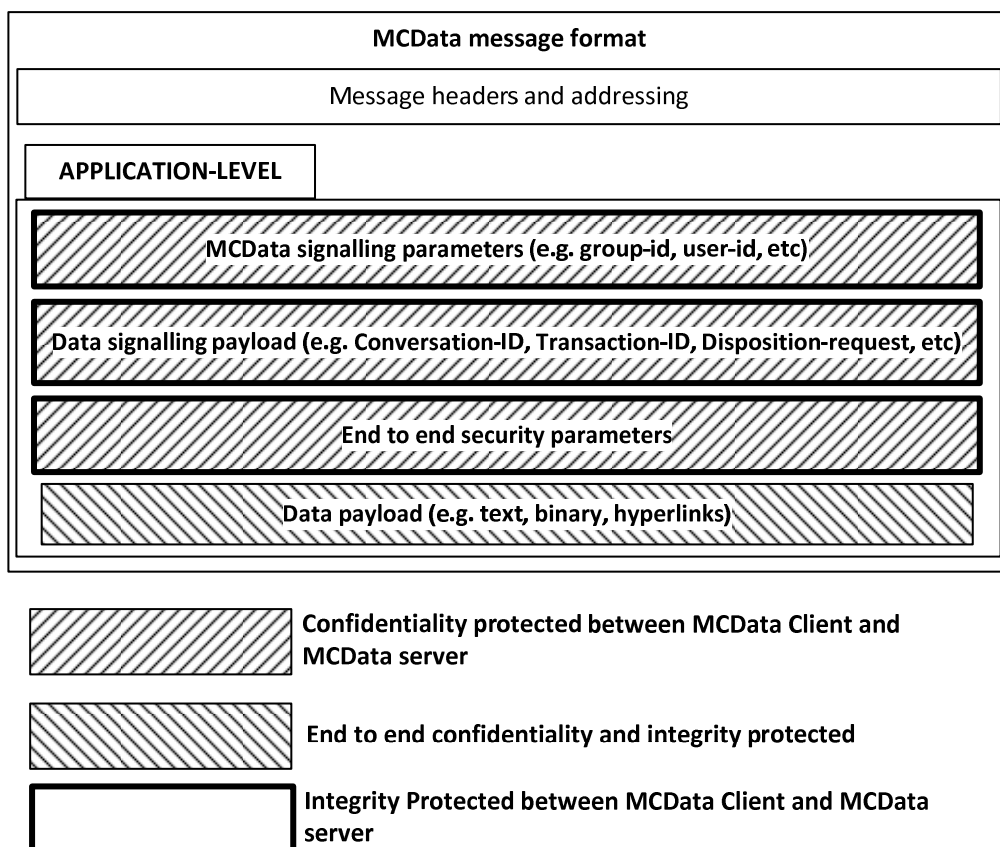 MCData message format
Message headers and addressing
APPLICATION-LEVEL
MCData signalling parameters (e.g. group-id, user-id, etc)
Data signalling payload (e.g. Conversation-ID, Transaction-ID, Disposition-request, etc)
End to end security parameters
Data payload (e.g. text, binary, hyperlinks)
Confidentiality protected between MCData Client and
MCData server
End to end confidentiality and integrity protected
Integrity Protected between MCData Client and MCData
server